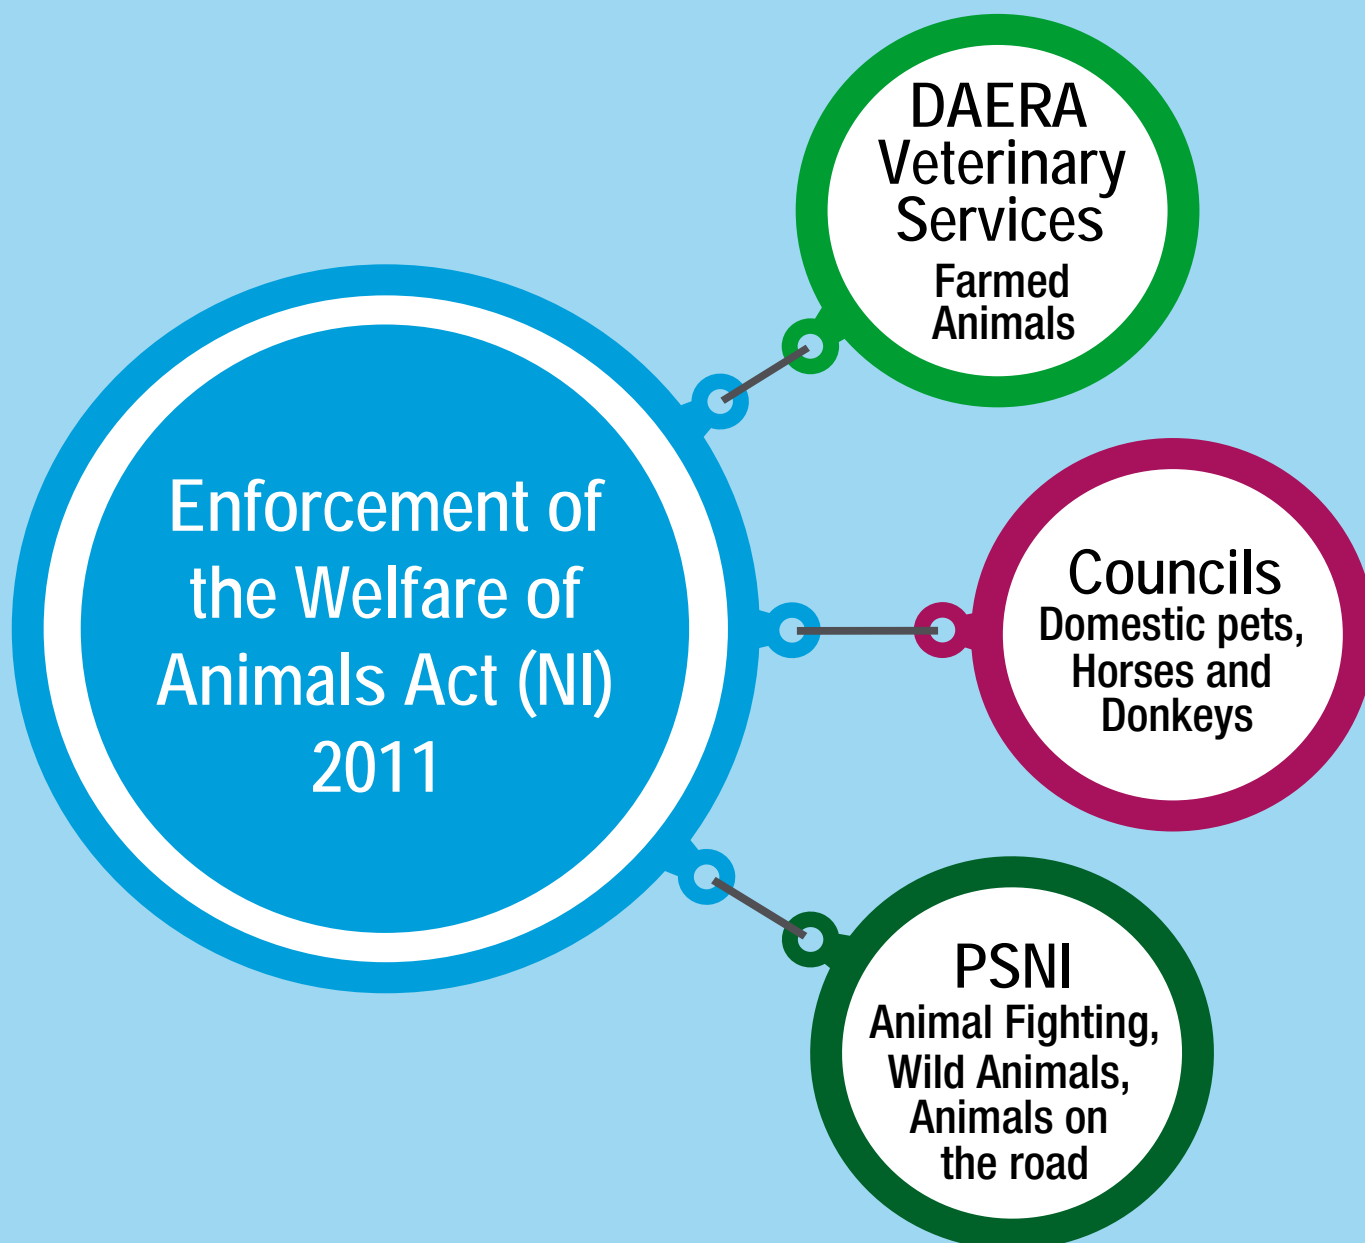 Enforcement of
the Welfare of
Animals Act (NI)
2011
DAERA
Veterinary
Services
Farmed
Animals
Councils
Domestic pets,
Horses and
Donkeys
PSNI
Animal Fighting,
Wild Animals,
Animals on
the road